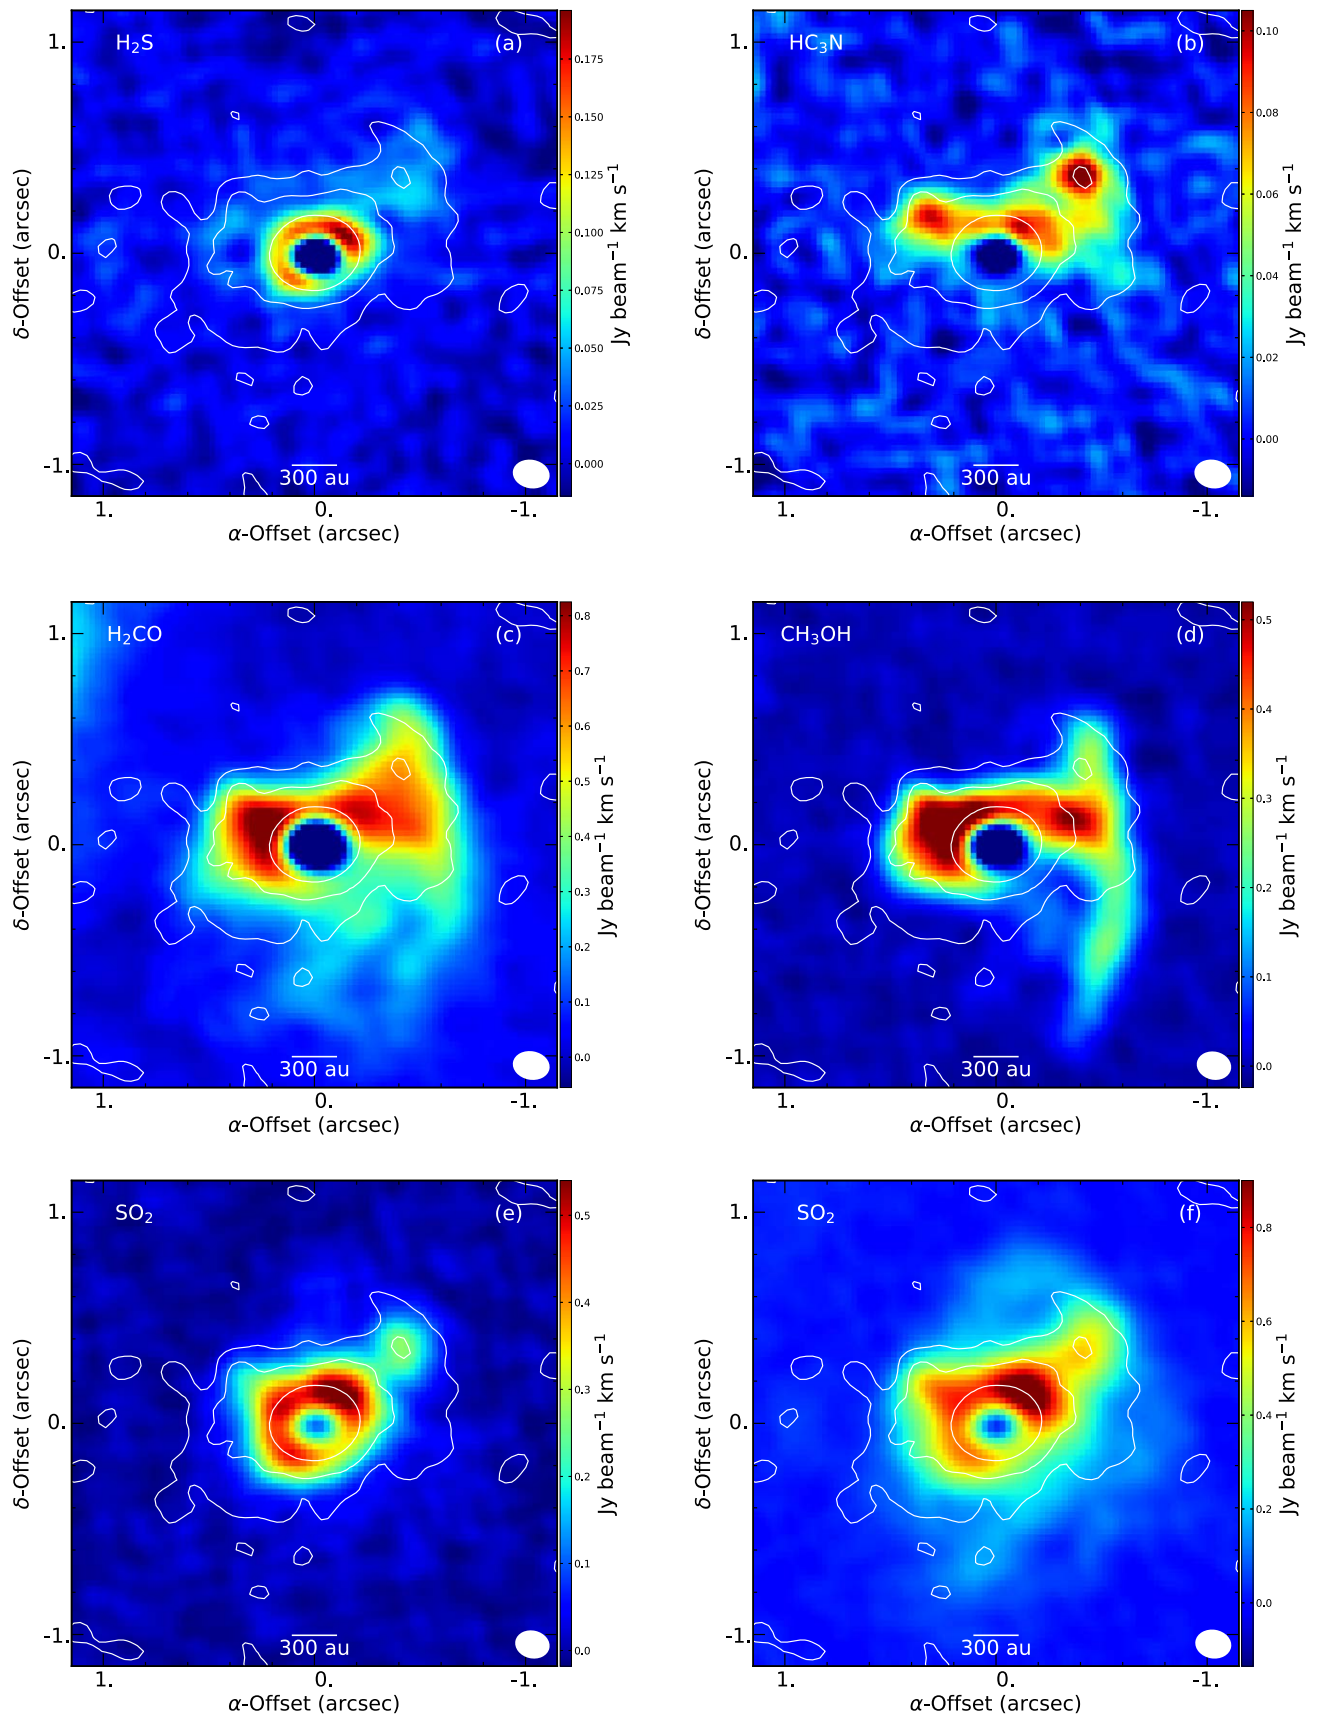 H₂S
(a)
1.
0.
-1.
δ-Offset (arcsec)
300 au
1.
0.
-1.
α-Offset (arcsec)
0.175
0.150
0.125
0.100
0.075
0.050
0.025
0.000
Jy beam⁻¹ km s⁻¹
HC₃N
(b)
1.
0.
-1.
δ-Offset (arcsec)
300 au
1.
0.
-1.
α-Offset (arcsec)
0.10
0.08
0.06
0.04
0.02
0.00
Jy beam⁻¹ km s⁻¹
H₂CO
(c)
1.
0.
-1.
δ-Offset (arcsec)
300 au
1.
0.
-1.
α-Offset (arcsec)
0.8
0.7
0.6
0.5
0.4
0.3
0.2
0.1
0.0
Jy beam⁻¹ km s⁻¹
CH₃OH
(d)
1.
0.
-1.
δ-Offset (arcsec)
300 au
1.
0.
-1.
α-Offset (arcsec)
0.5
0.4
0.3
0.2
0.1
0.0
Jy beam⁻¹ km s⁻¹
SO₂
(e)
1.
0.
-1.
δ-Offset (arcsec)
300 au
1.
0.
-1.
α-Offset (arcsec)
0.5
0.4
0.3
0.2
0.1
0.0
Jy beam⁻¹ km s⁻¹
SO₂
(f)
1.
0.
-1.
δ-Offset (arcsec)
300 au
1.
0.
-1.
α-Offset (arcsec)
0.8
0.6
0.4
0.2
0.0
Jy beam⁻¹ km s⁻¹